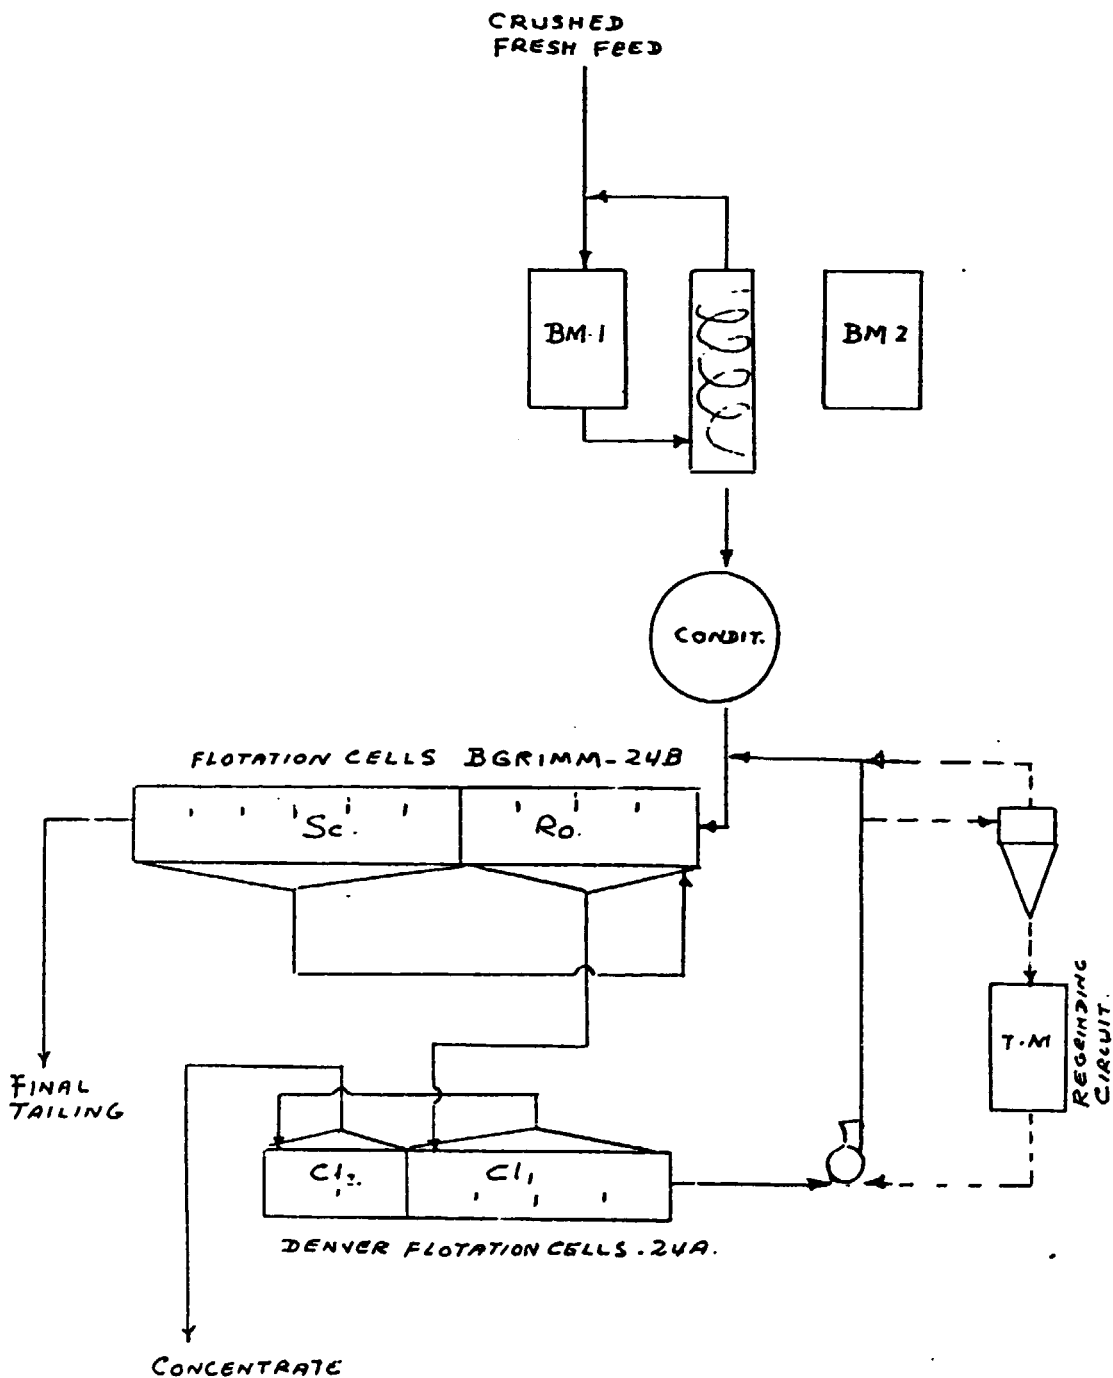 CRUSHED
FRESH FEED
BM.1
BM 2
CONDIT.
FLOTATION CELLS BGRIMM-24B
Sc.
Ro.
FINAL
TAILING
T.M
REGRINDING
CIRCUIT.
Cl2.
Cl1
DENVER FLOTATION CELLS.24A.
CONCENTRATE